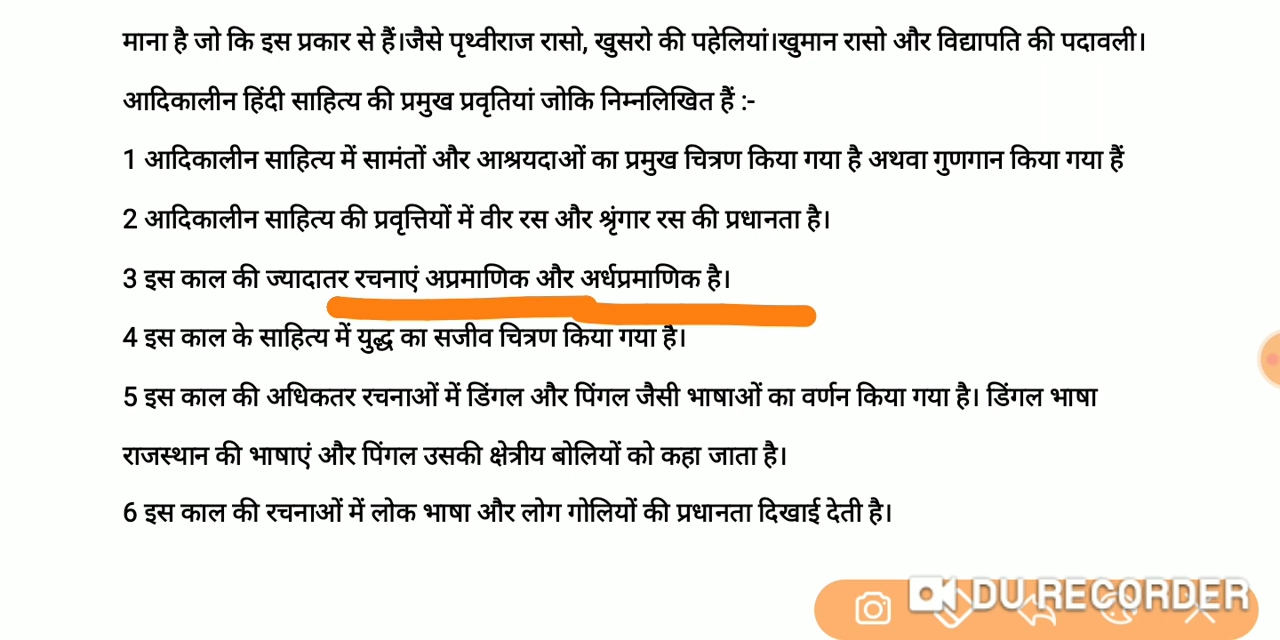 माना है जो कि इस प्रकार से हैं।जैसे पृथ्वीराज रासो, खुसरो की पहेलियां।खुमान रासो और विद्यापति की पदावली।
आदिकालीन हिंदी साहित्य की प्रमुख प्रवृतियां जोकि निम्नलिखित हैं :-
1 आदिकालीन साहित्य में सामंतों और आश्रयदाओं का प्रमुख चित्रण किया गया है अथवा गुणगान किया गया हैं
2 आदिकालीन साहित्य की प्रवृत्तियों में वीर रस और श्रृंगार रस की प्रधानता है।
3 इस काल की ज्यादातर रचनाएं अप्रमाणिक और अर्धप्रमाणिक है।
4 इस काल के साहित्य में युद्ध का सजीव चित्रण किया गया है।
5 इस काल की अधिकतर रचनाओं में डिंगल और पिंगल जैसी भाषाओं का वर्णन किया गया है। डिंगल भाषा
राजस्थान की भाषाएं और पिंगल उसकी क्षेत्रीय बोलियों को कहा जाता है।
6 इस काल की रचनाओं में लोक भाषा और लोग गोलियों की प्रधानता दिखाई देती है।
DU RECORDER